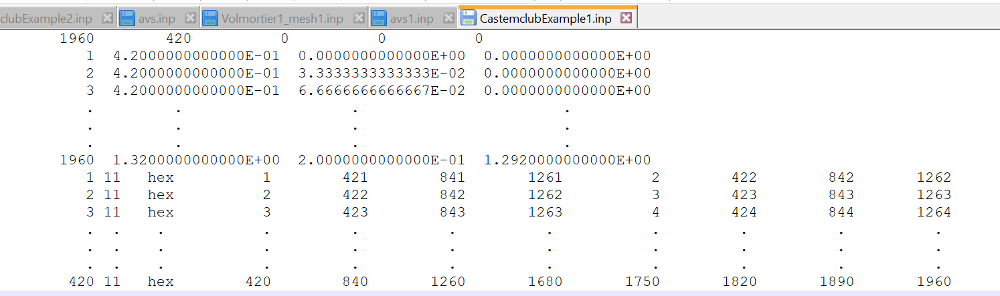 clubExample2.inp avs.inp Volmortier1_mesh1.inp avs1.inp CastemclubExample1.inp
1960 420 0 0 0
1 4.2000000000000E-01 0.0000000000000E+00 0.0000000000000E+00
2 4.2000000000000E-01 3.3333333333333E-02 0.0000000000000E+00
3 4.2000000000000E-01 6.6666666666667E-02 0.0000000000000E+00
. . . .
. . . .
. . . .
1960 1.3200000000000E+00 2.0000000000000E-01 1.2920000000000E+00
1 11 hex 1 421 841 1261 2 422 842 1262
2 11 hex 2 422 842 1262 3 423 843 1263
3 11 hex 3 423 843 1263 4 424 844 1264
. . . . . . . . . . .
. . . . . . . . . . .
. . . . . . . . . . .
420 11 hex 420 840 1260 1680 1750 1820 1890 1960